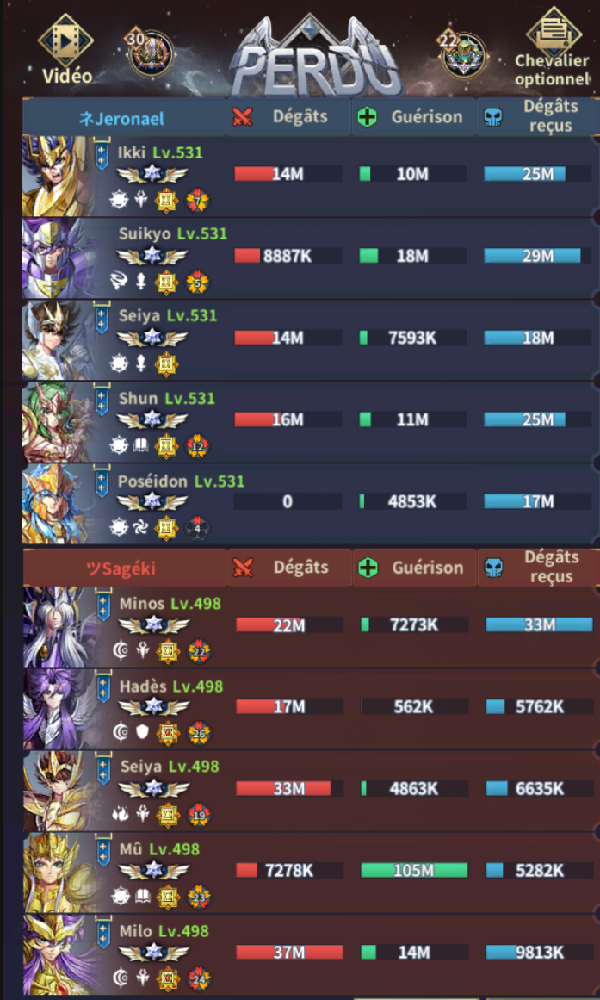 30
PERDU
22
Vidéo
Chevalier
optionnel
ネJeronael
Dégâts
Guérison
Dégâts
reçus
Ikki Lv.531
14M
10M
25M
7
Suikyo Lv.531
8887K
18M
29M
5
Seiya Lv.531
14M
7593K
18M
Shun Lv.531
16M
11M
25M
12
Poséidon Lv.531
0
4853K
17M
4
ツSagéki
Dégâts
Guérison
Dégâts
reçus
Minos Lv.498
22M
7273K
33M
22
Hadès Lv.498
17M
562K
5762K
26
Seiya Lv.498
33M
4863K
6635K
19
Mû Lv.498
7278K
105M
5282K
23
Milo Lv.498
37M
14M
9813K
24